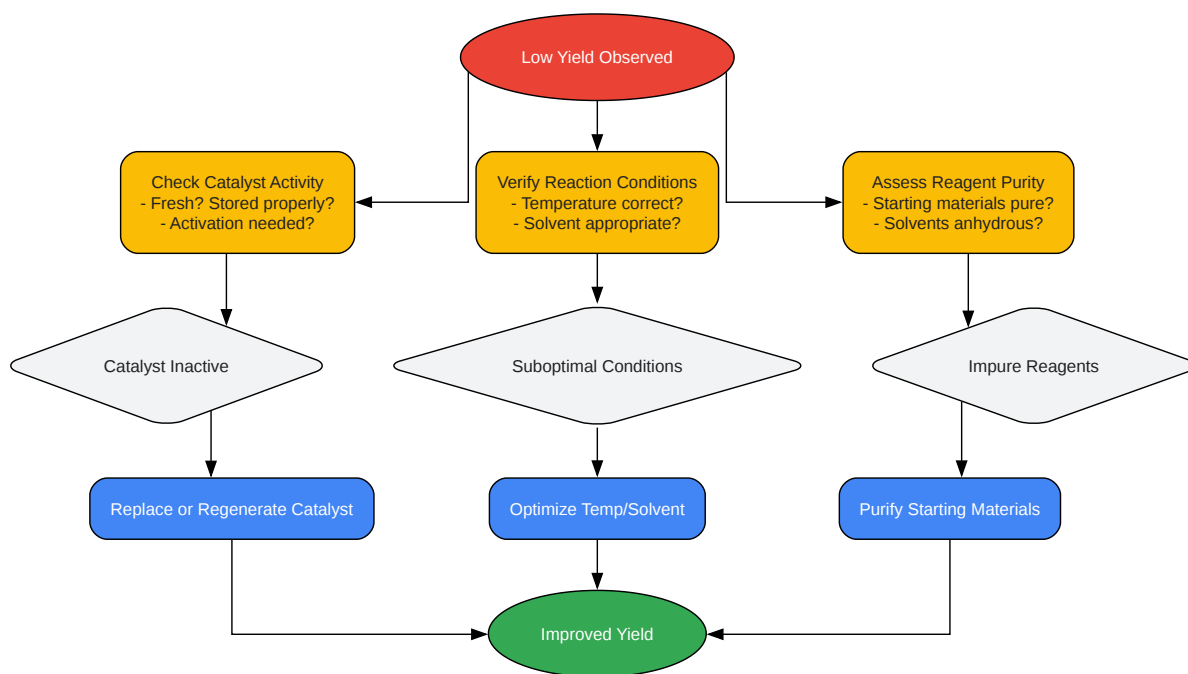 Low Yield Observed
Check Catalyst Activity
- Fresh? Stored properly?
- Activation needed?
Verify Reaction Conditions
- Temperature correct?
- Solvent appropriate?
Assess Reagent Purity
- Starting materials pure?
- Solvents anhydrous?
Catalyst Inactive
Suboptimal Conditions
Impure Reagents
Replace or Regenerate Catalyst
Optimize Temp/Solvent
Purify Starting Materials
Improved Yield